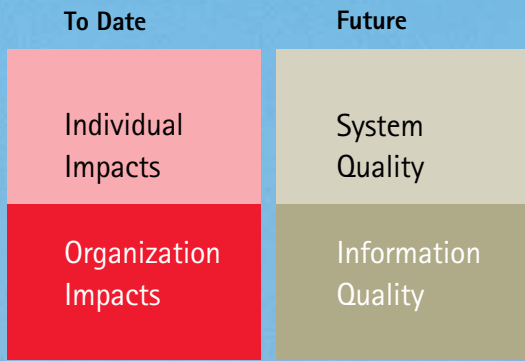 To Date
Future
Individual
Impacts
System
Quality
Organization
Impacts
Information
Quality